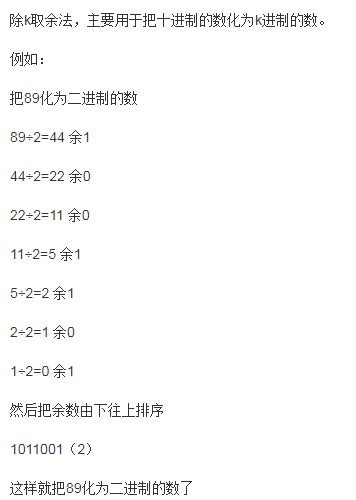 除k取余法，主要用于把十进制的数化为k进制的数。
例如：
把89化为二进制的数
89÷2=44 余1
44÷2=22 余0
22÷2=11 余0
11÷2=5 余1
5÷2=2 余1
2÷2=1 余0
1÷2=0 余1
然后把余数由下往上排序
1011001（2）
这样就把89化为二进制的数了